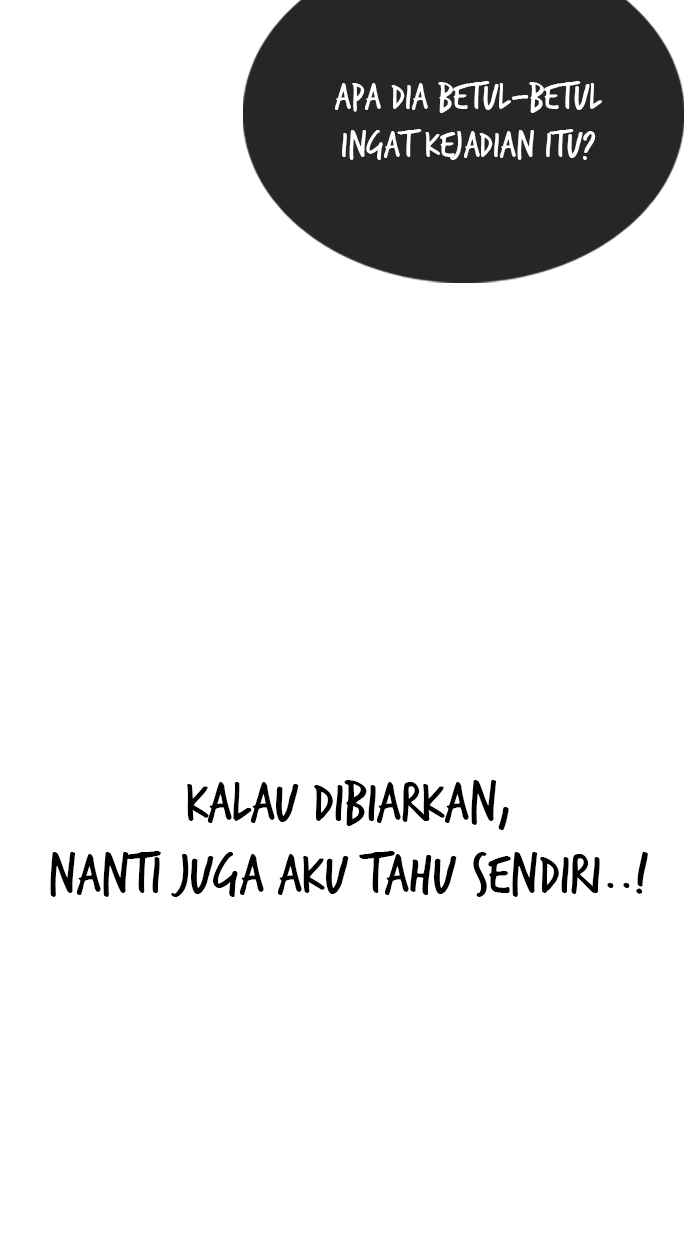 APA DIA BETUL-BETUL
INGAT KEJADIAN ITU?
KALAU DIBIARKAN,
NANTI JUGA AKU TAHU SENDIRI..!